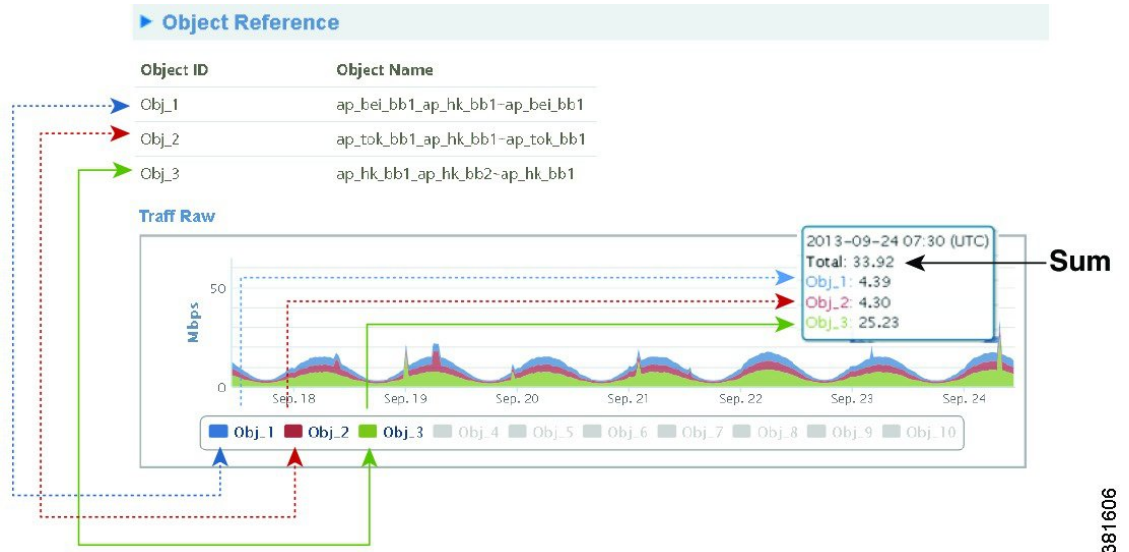 Object Reference
Object ID Object Name
Obj_1 ap_bei_bb1_ap_hk_bb1-ap_bei_bb1
Obj_2 ap_tok_bb1_ap_hk_bb1-ap_tok_bb1
Obj_3 ap_hk_bb1_ap_hk_bb2-ap_hk_bb1
Traff Raw
2013-09-24 07:30 (UTC)
Total: 33.92
Sum
Obj_1: 4.39
Obj_2: 4.30
Obj_3: 25.23
Mbps
50
0
Sep. 18 Sep. 19 Sep. 20 Sep. 21 Sep. 22 Sep. 23 Sep. 24
Obj_1 Obj_2 Obj_3 Obj_4 Obj_5 Obj_6 Obj_7 Obj_8 Obj_9 Obj_10
381606